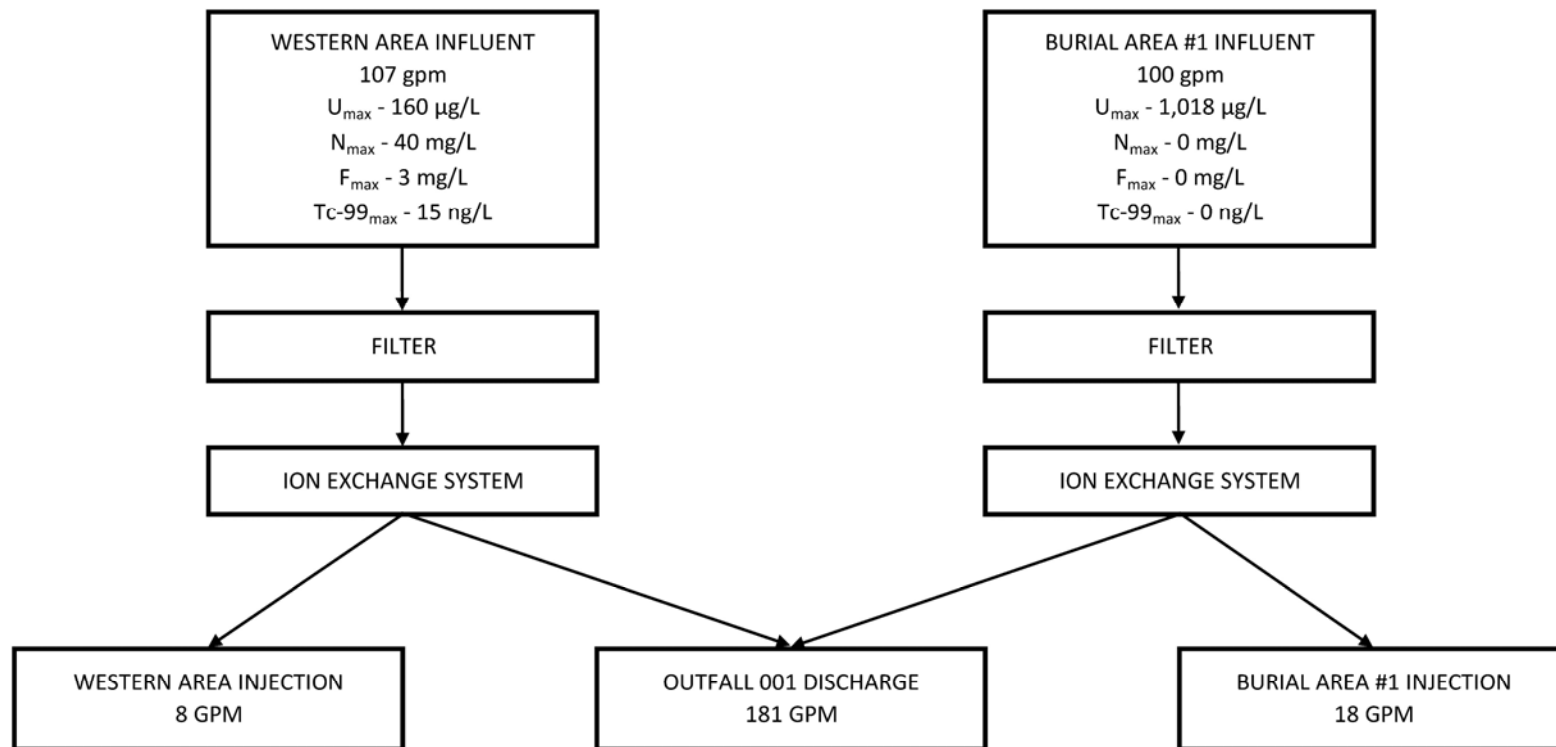 WESTERN AREA INFLUENT
107 gpm
Umax - 160 µg/L
Nmax - 40 mg/L
Fmax - 3 mg/L
Tc-99max - 15 ng/L
BURIAL AREA #1 INFLUENT
100 gpm
Umax - 1,018 µg/L
Nmax - 0 mg/L
Fmax - 0 mg/L
Tc-99max - 0 ng/L
FILTER
FILTER
ION EXCHANGE SYSTEM
ION EXCHANGE SYSTEM
WESTERN AREA INJECTION
8 GPM
OUTFALL 001 DISCHARGE
181 GPM
BURIAL AREA #1 INJECTION
18 GPM